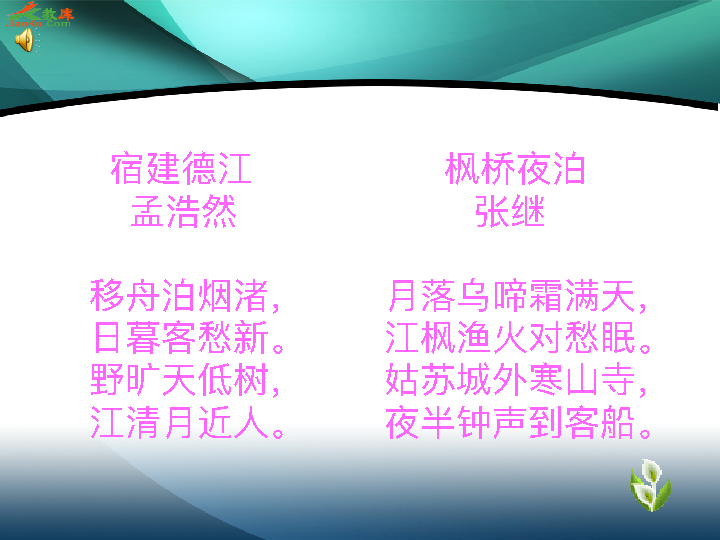 宿建德江
孟浩然
移舟泊烟渚，
日暮客愁新。
野旷天低树，
江清月近人。
枫桥夜泊
张继
月落乌啼霜满天，
江枫渔火对愁眠。
姑苏城外寒山寺，
夜半钟声到客船。